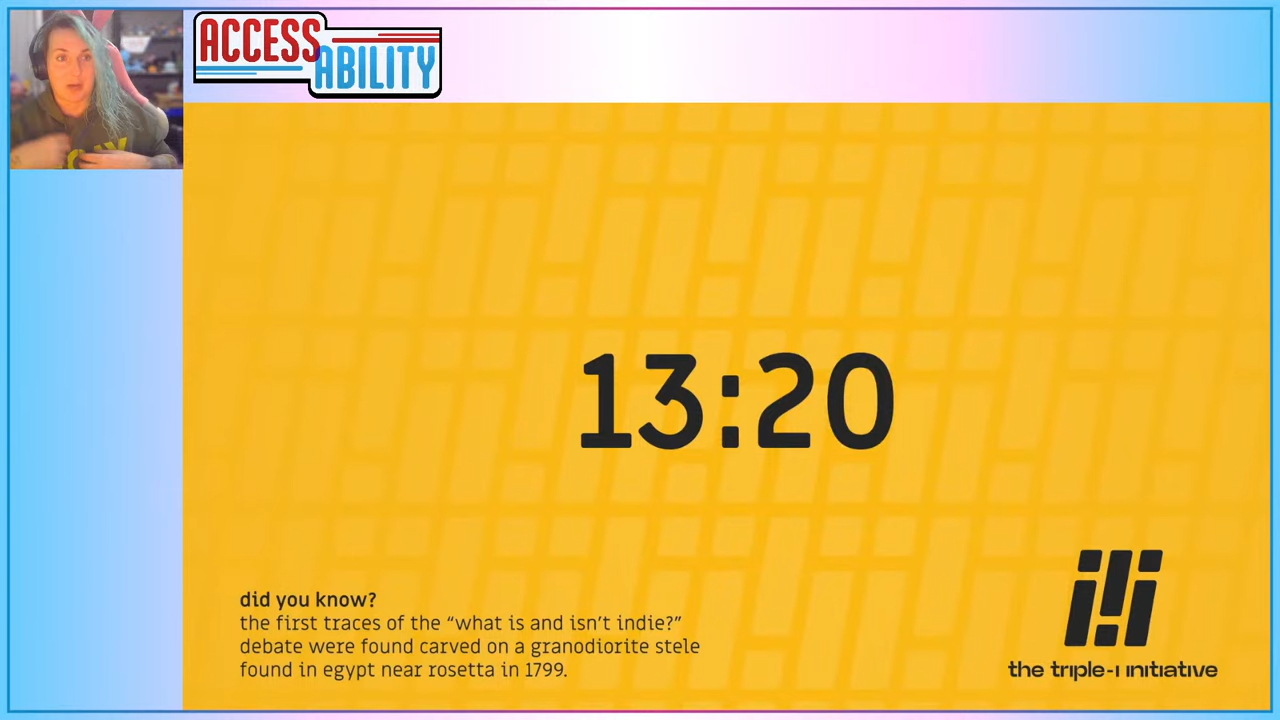 ACCESS
ABILITY
13:20
did you know?
the first traces of the “what is and isn’t indie?”
debate were found carved on a granodiorite stele
found in egypt near rosetta in 1799.
the triple-i initiative